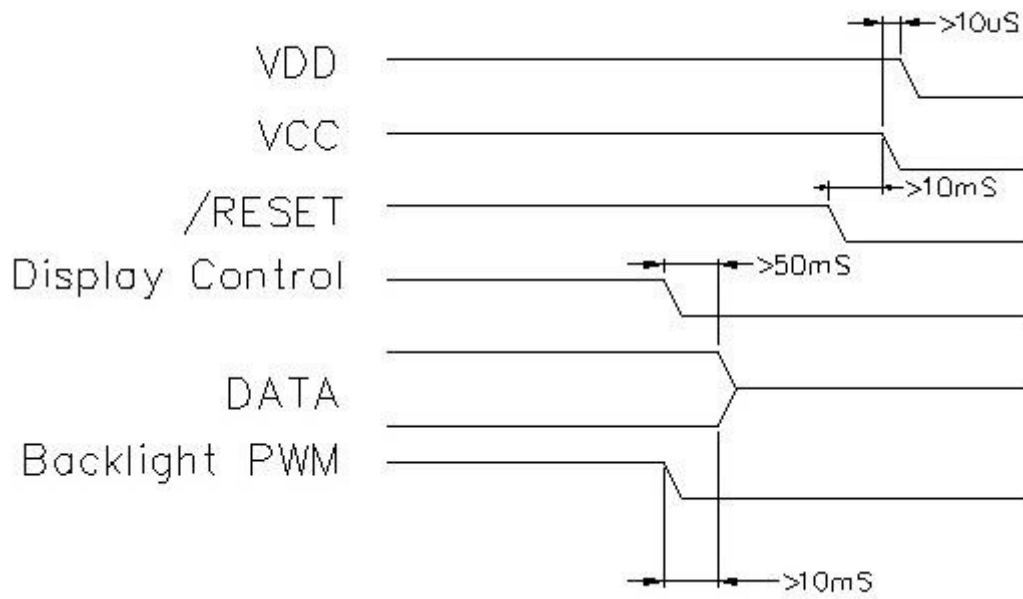 >10uS
VDD
VCC
>10mS
/RESET
Display Control
>50mS
DATA
Backlight PWM
>10mS